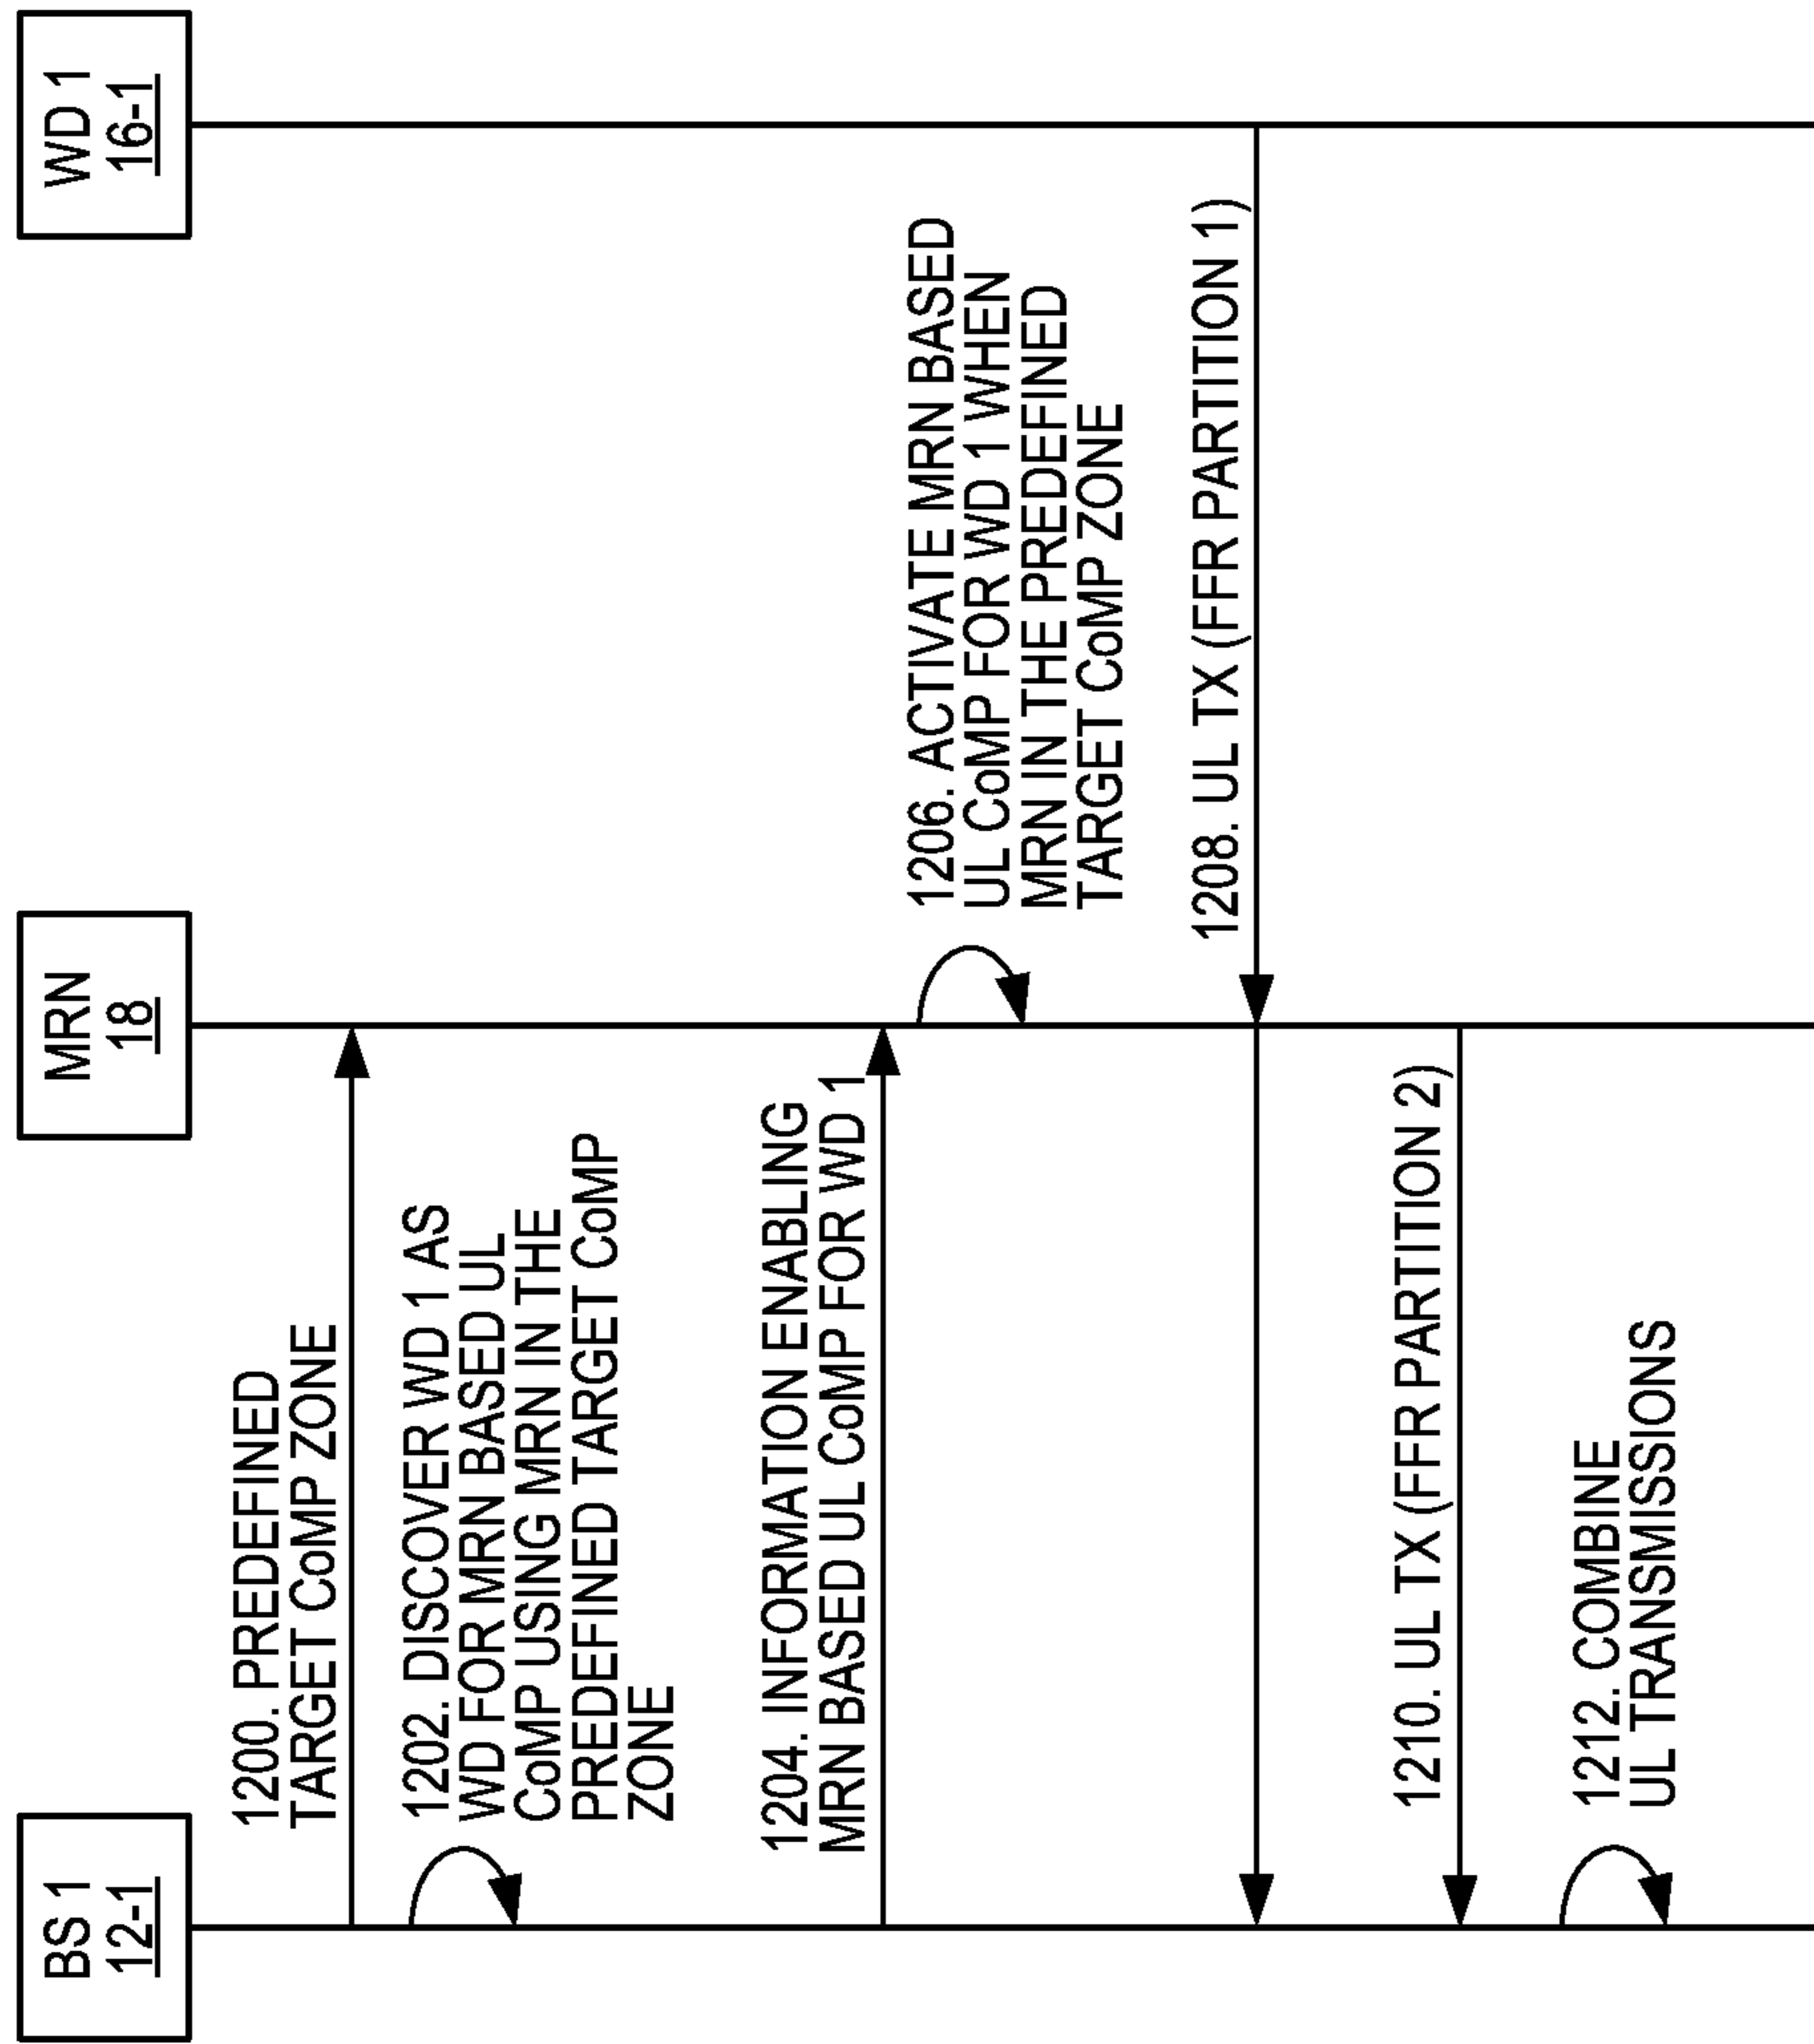 BS 1
12-1
MRN
18
WD 1
16-1
1200. PREDEFINED
TARGET CoMP ZONE
1202. DISCOVER WD 1 AS
WD FOR MRN BASED UL
CoMP USING MRN IN THE
PREDEFINED TARGET CoMP
ZONE
1204. INFORMATION ENABLING
MRN BASED UL CoMP FOR WD 1
1206. ACTIVATE MRN BASED
UL CoMP FOR WD 1 WHEN
MRN IN THE PREDEFINED
TARGET CoMP ZONE
1208. UL TX (FFR PARTITION 1)
1210. UL TX (FFR PARTITION 2)
1212. COMBINE
UL TRANSMISSIONS